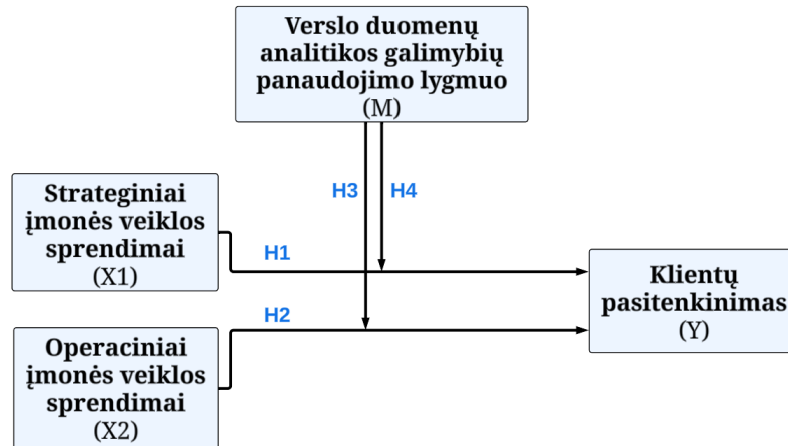 Verslo duomenų
analitikos galimybių
panaudojimo lygmuo
(M)
H3
H4
Strateginiai
įmonės veiklos
sprendimai
(X1)
H1
Klientų
pasitenkinimas
(Y)
H2
Operaciniai
įmonės veiklos
sprendimai
(X2)